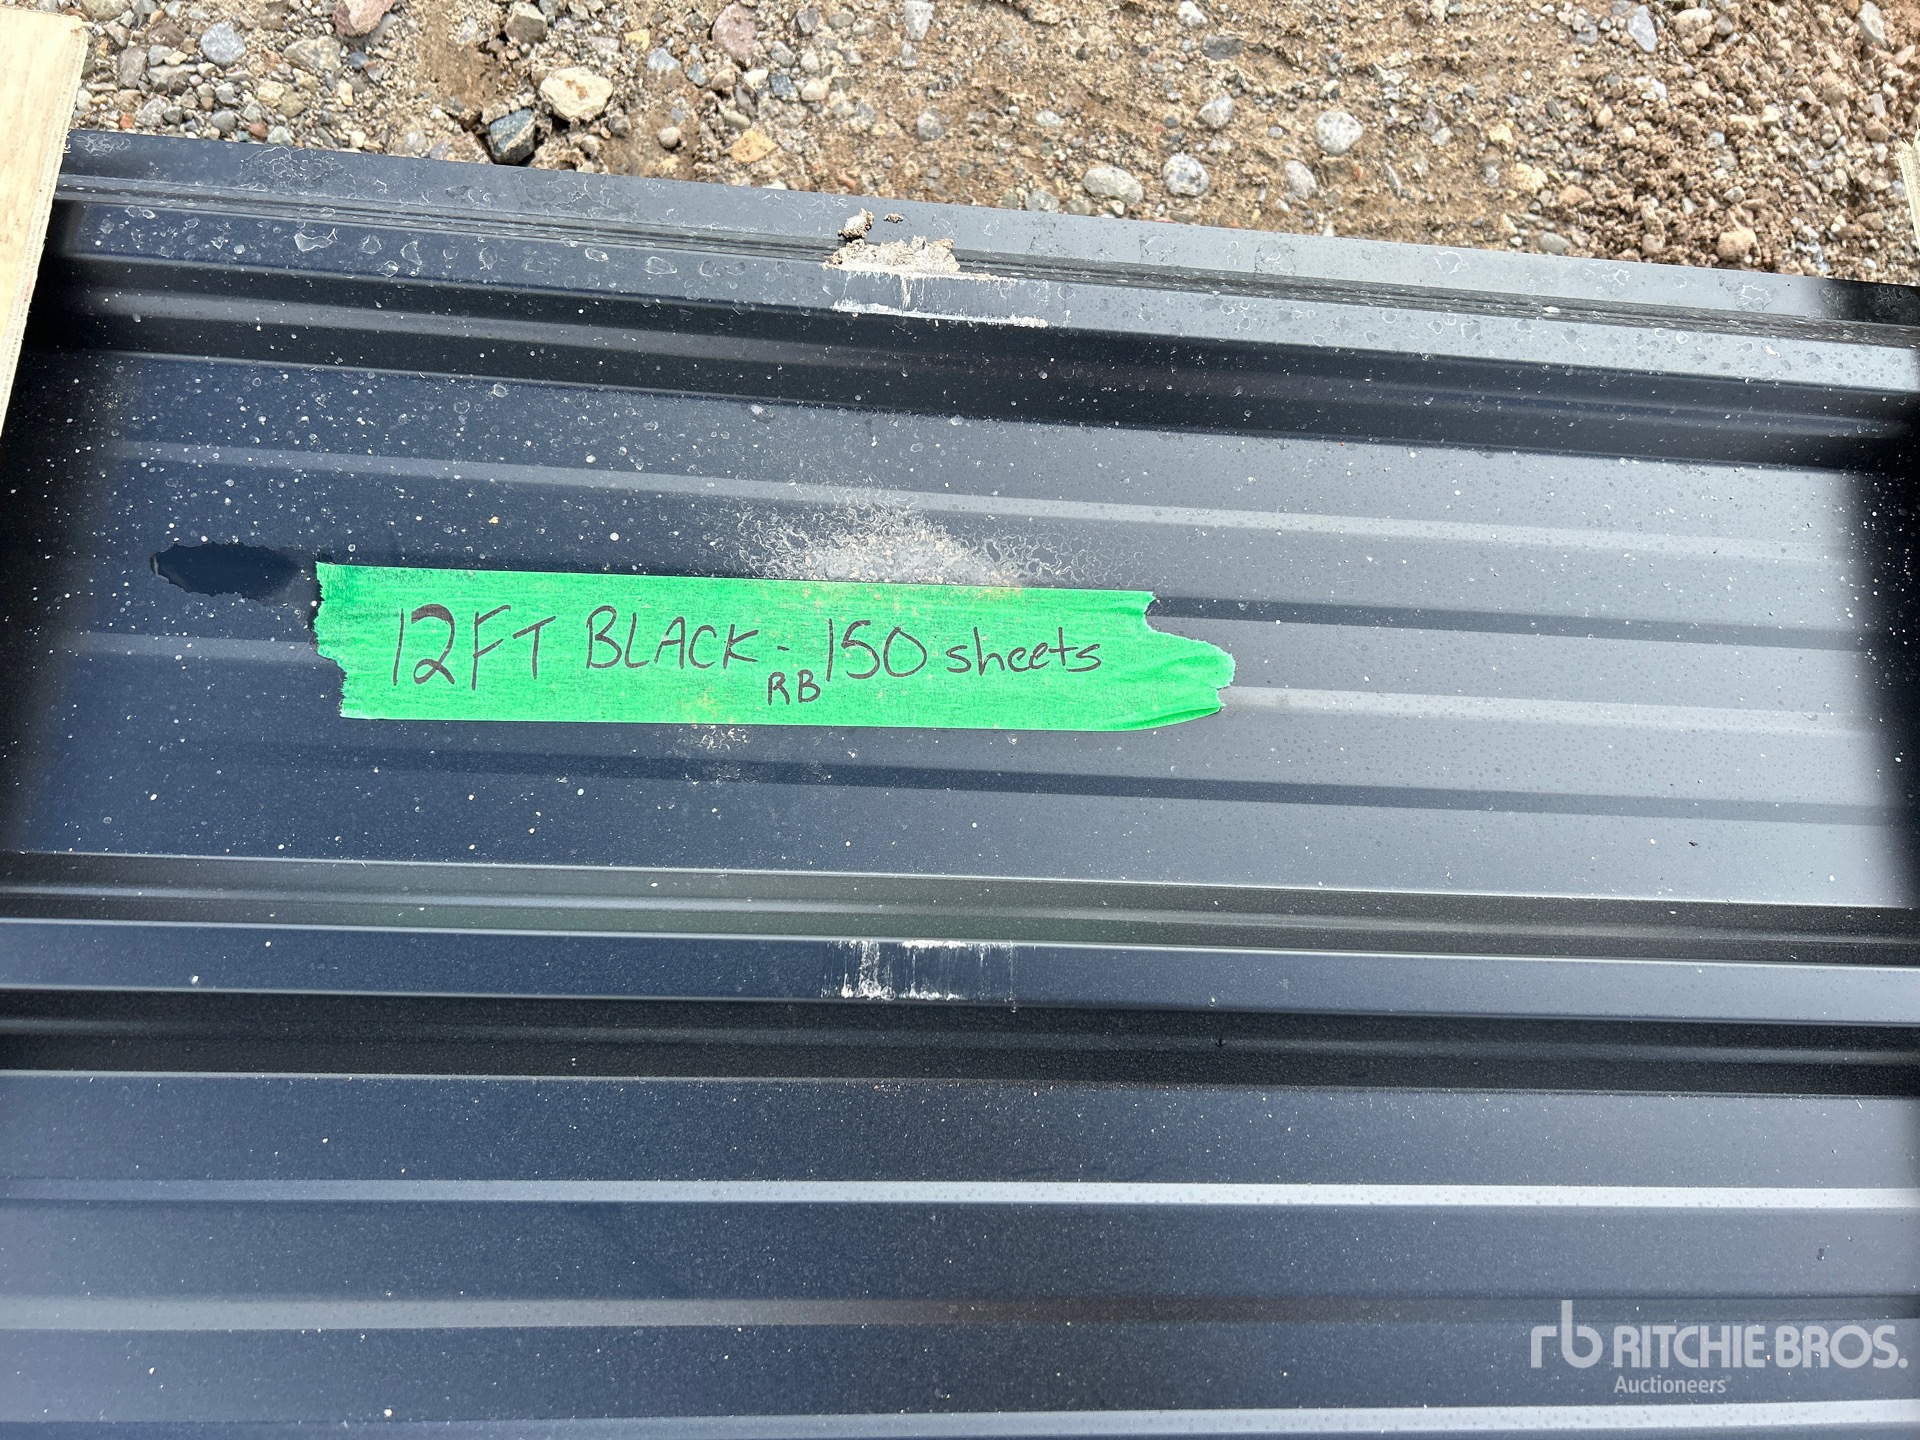 12FT BLACK - 150 sheets
RB
rb RITCHIE BROS.
Auctioneers®